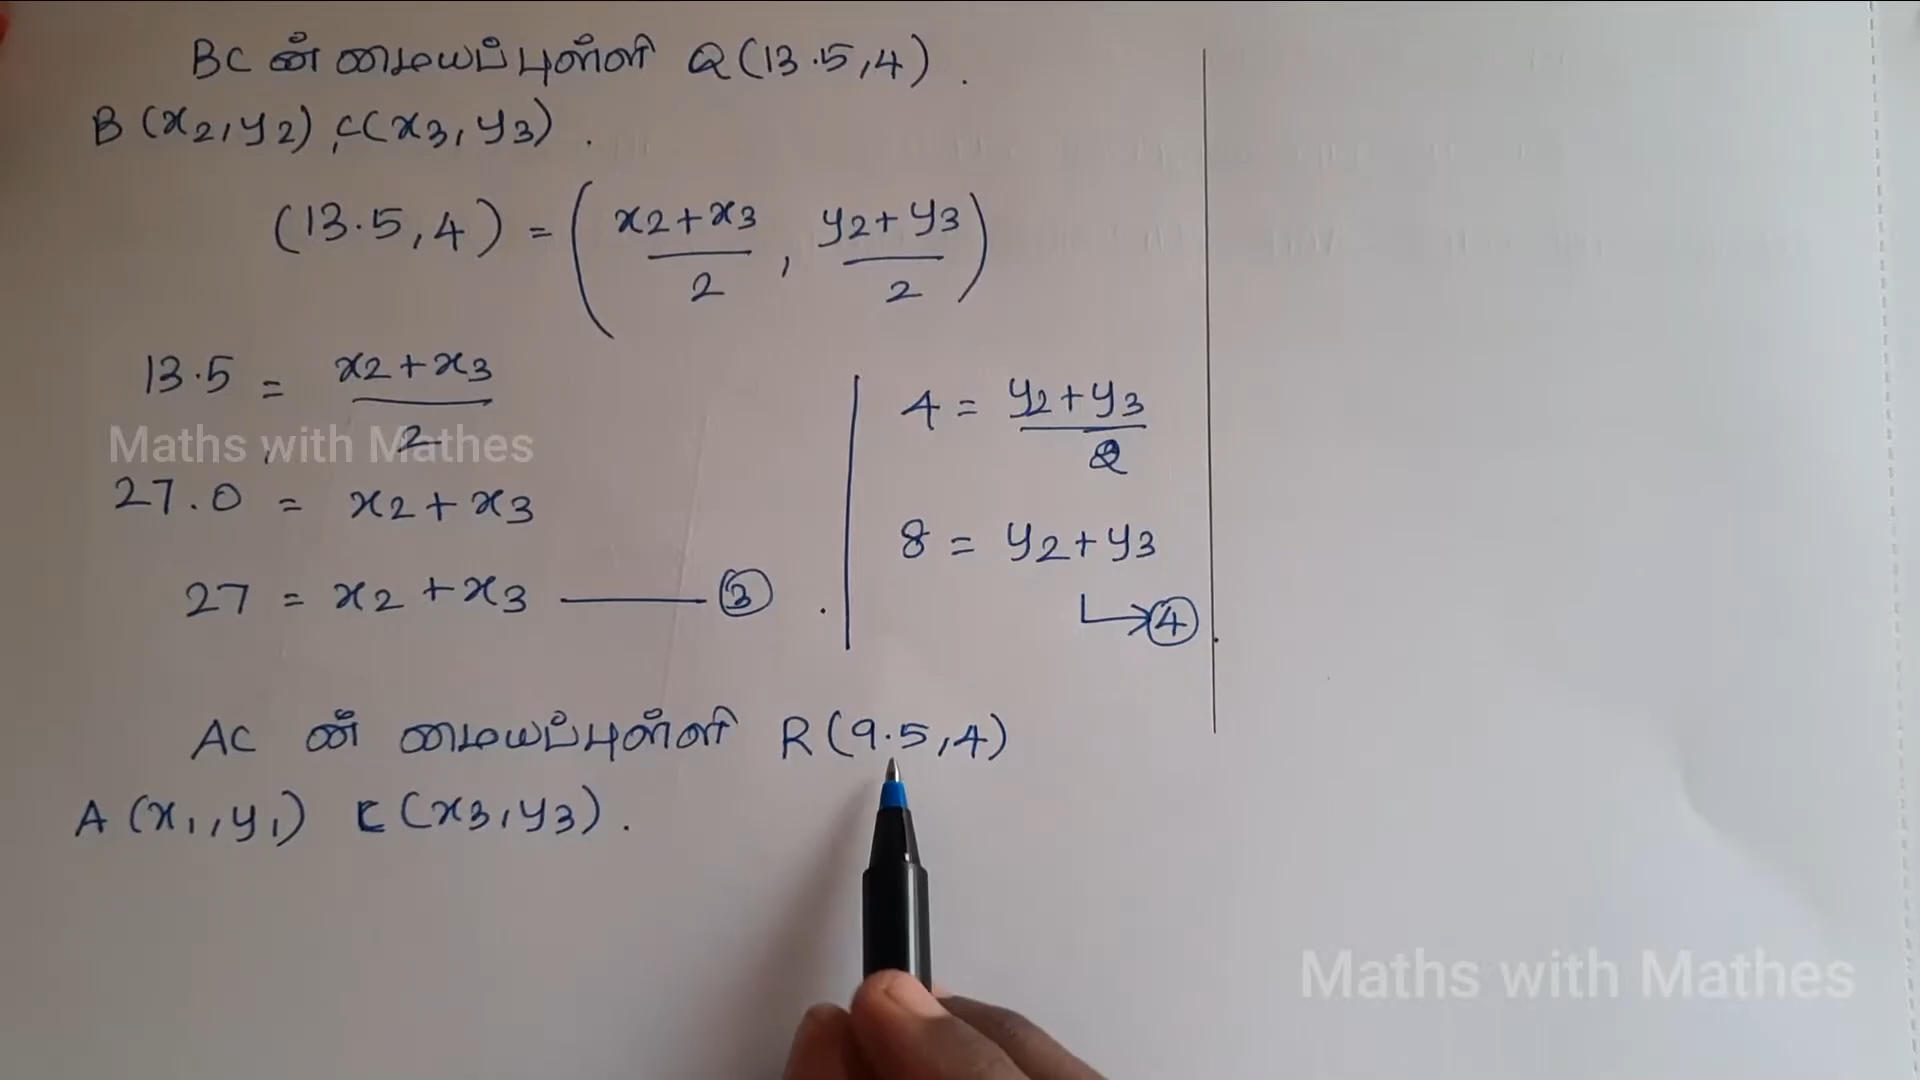 BC ன் மையப்புள்ளி Q(13.5,4).
B(x2,y2), C(x3,y3).
(13.5,4) = (x2+x3/2, y2+y3/2)
13.5 = x2+x3/2
27.0 = x2+x3
27 = x2+x3 —— ③
4 = y2+y3/2
8 = y2+y3
↳④
AC ன் மையப்புள்ளி R(9.5,4)
A(x1,y1) C(x3,y3).
Maths with Mathes
Maths with Mathes